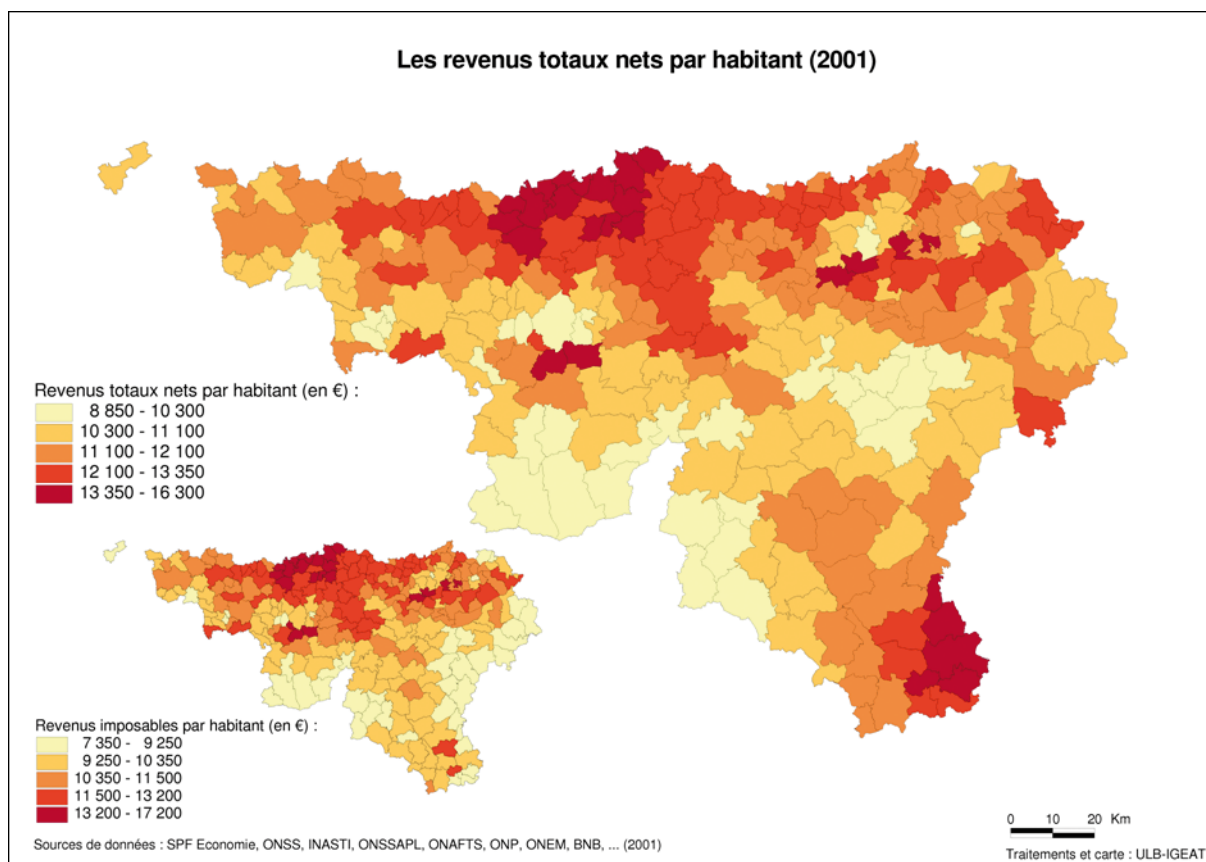 Les revenus totaux nets par habitant (2001)
Revenus totaux nets par habitant (en €) :
8 850 - 10 300
10 300 - 11 100
11 100 - 12 100
12 100 - 13 350
13 350 - 16 300
Revenus imposables par habitant (en €) :
7 350 - 9 250
9 250 - 10 350
10 350 - 11 500
11 500 - 13 200
13 200 - 17 200
0 10 20 Km
Sources de données : SPF Economie, ONSS, INASTI, ONSSAPL, ONAFTS, ONP, ONEM, BNB, ... (2001)
Traitements et carte : ULB-IGEAT